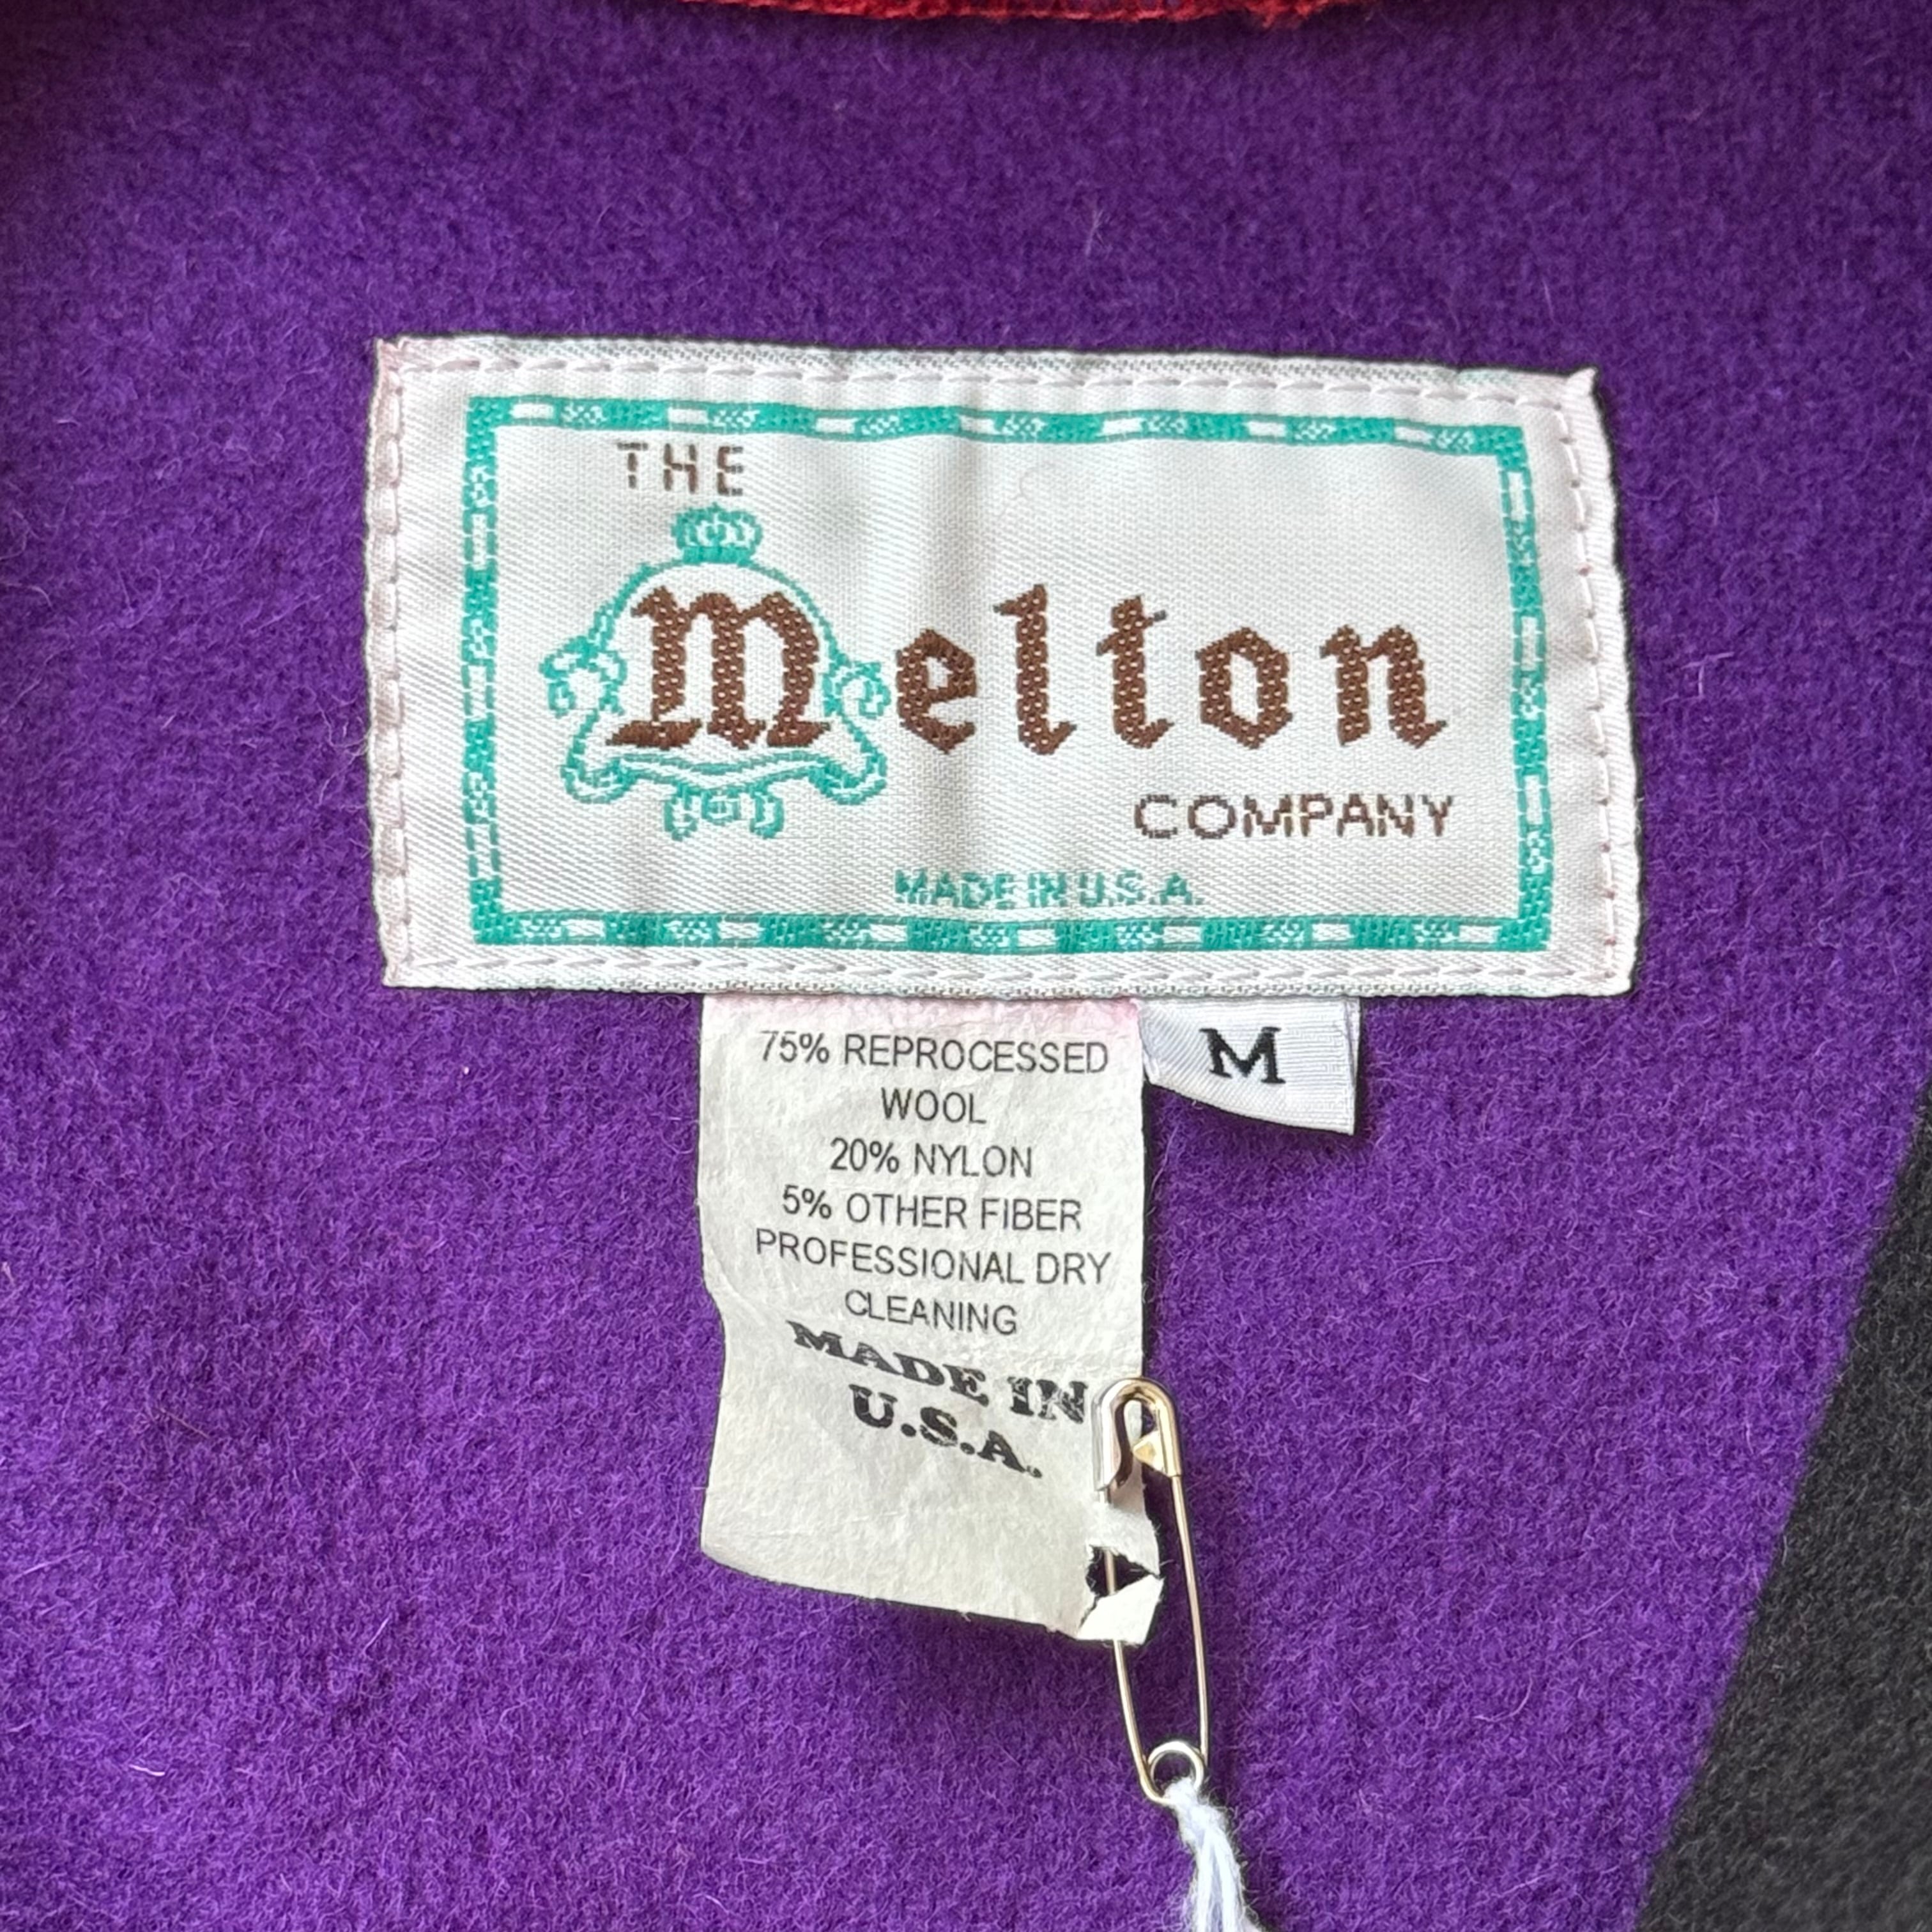 THE
Melton
COMPANY
MADE IN U.S.A.
75% REPROCESSED
WOOL
20% NYLON
5% OTHER FIBER
PROFESSIONAL DRY
CLEANING
MADE IN
U.S.A.
M